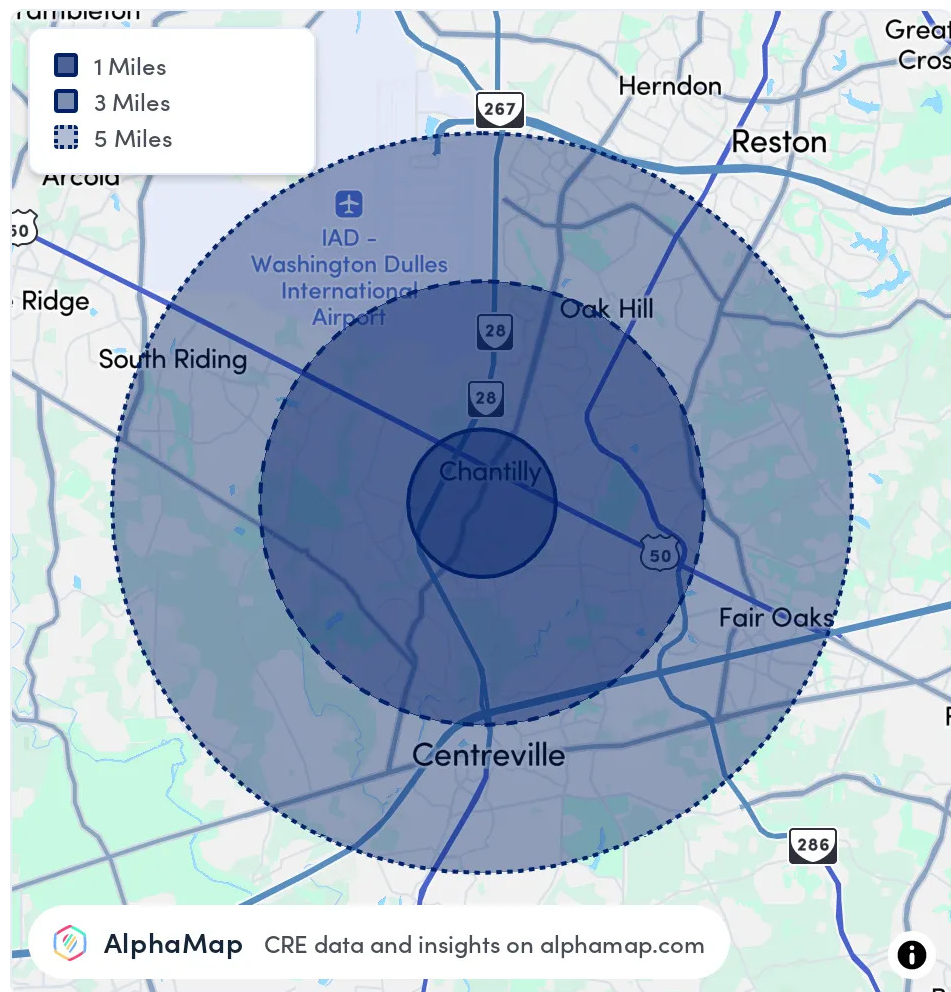 1 Miles
3 Miles
5 Miles
267
Herndon
Reston
50
IAD -
Washington Dulles
International
Airport
Ridge
28
Oak Hill
South Riding
28
Chantilly
50
Fair Oaks
Centreville
286
AlphaMap
CRE data and insights on alphamap.com